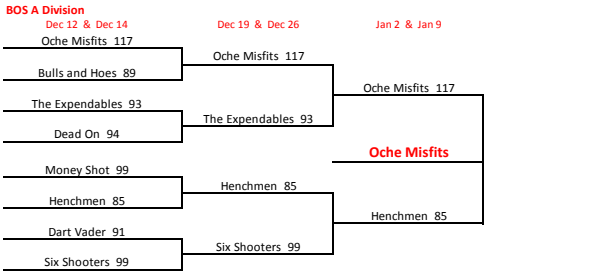 BOS A Division
Dec 12 & Dec 14 Dec 19 & Dec 26 Jan 2 & Jan 9
Oche Misfits 117
Oche Misfits 117
Bulls and Hoes 89
Oche Misfits 117
The Expendables 93
The Expendables 93
Dead On 94
Oche Misfits
Money Shot 99
Henchmen 85
Henchmen 85
Henchmen 85
Dart Vader 91
Six Shooters 99
Six Shooters 99